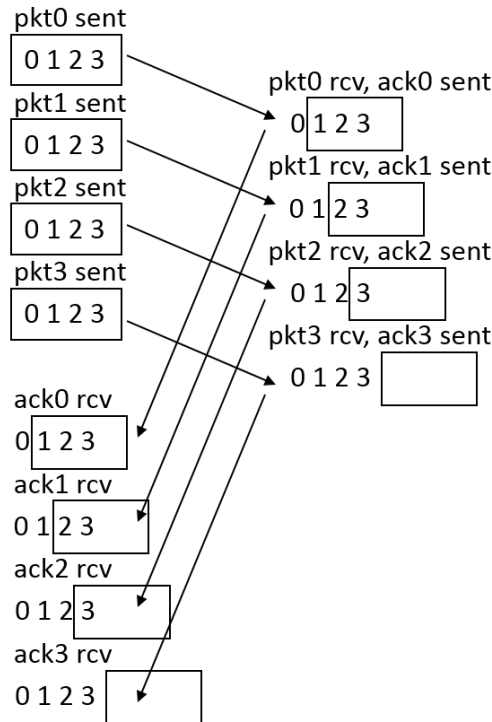 pkt0 sent
0 1 2 3
pkt1 sent
0 1 2 3
pkt2 sent
0 1 2 3
pkt3 sent
0 1 2 3
ack0 rcv
0 1 2 3
ack1 rcv
0 1 2 3
ack2 rcv
0 1 2 3
ack3 rcv
0 1 2 3
pkt0 rcv, ack0 sent
0 1 2 3
pkt1 rcv, ack1 sent
0 1 2 3
pkt2 rcv, ack2 sent
0 1 2 3
pkt3 rcv, ack3 sent
0 1 2 3